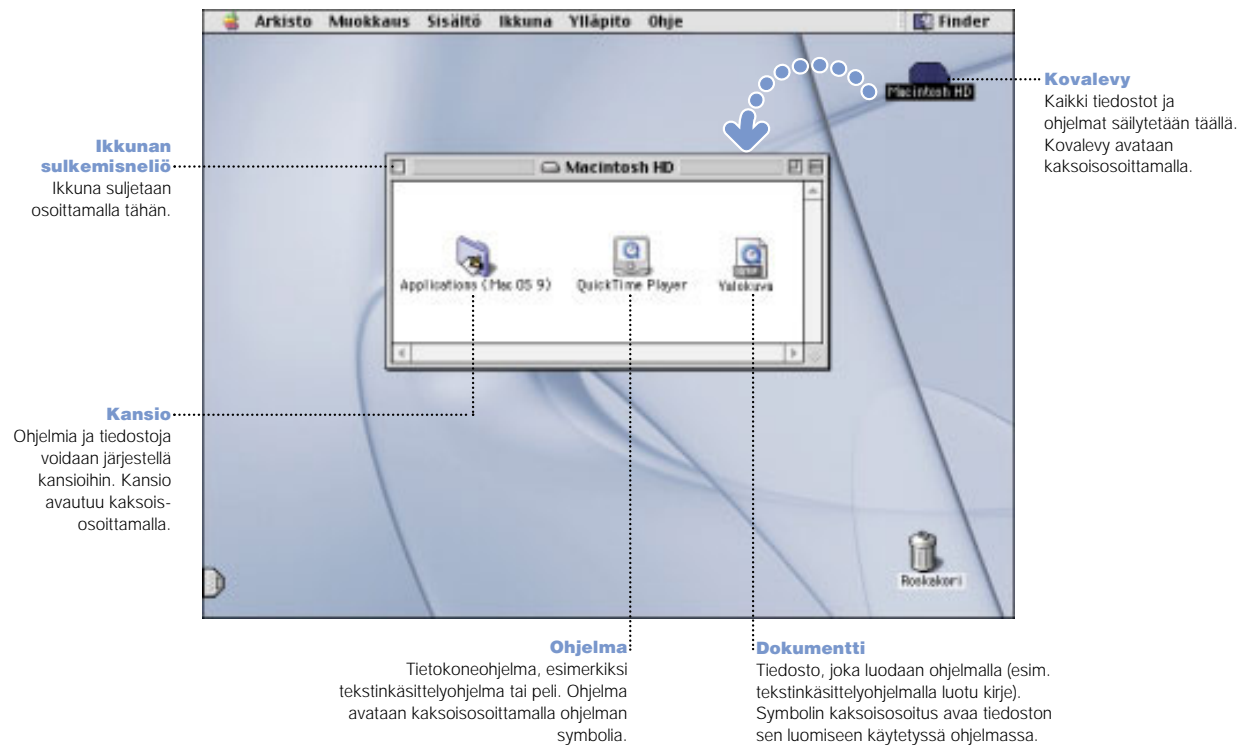 Arkisto Muokkaus Sisältö Ikkuna Ylläpito Ohje Finder
Macintosh HD
Kovalevy
Kaikki tiedostot ja
ohjelmat säilytetään täällä.
Kovalevy avataan
kaksoisosoittamalla.
Ikkunan
sulkemisneliö
Ikkuna suljetaan
osoittamalla tähän.
Macintosh HD
Applications (Mac OS 9)
QuickTime Player
Valokuva
Kansio
Ohjelmia ja tiedostoja
voidaan järjestellä
kansioihin. Kansio
avautuu kaksois-
osoittamalla.
Roskakori
Ohjelma
Tietokoneohjelma, esimerkiksi
tekstinkäsittelyohjelma tai peli. Ohjelma
avataan kaksoisosoittamalla ohjelman
symbolia.
Dokumentti
Tiedosto, joka luodaan ohjelmalla (esim.
tekstinkäsittelyohjelmalla luotu kirje).
Symbolin kaksoisosoitus avaa tiedoston
sen luomiseen käytetyssä ohjelmassa.